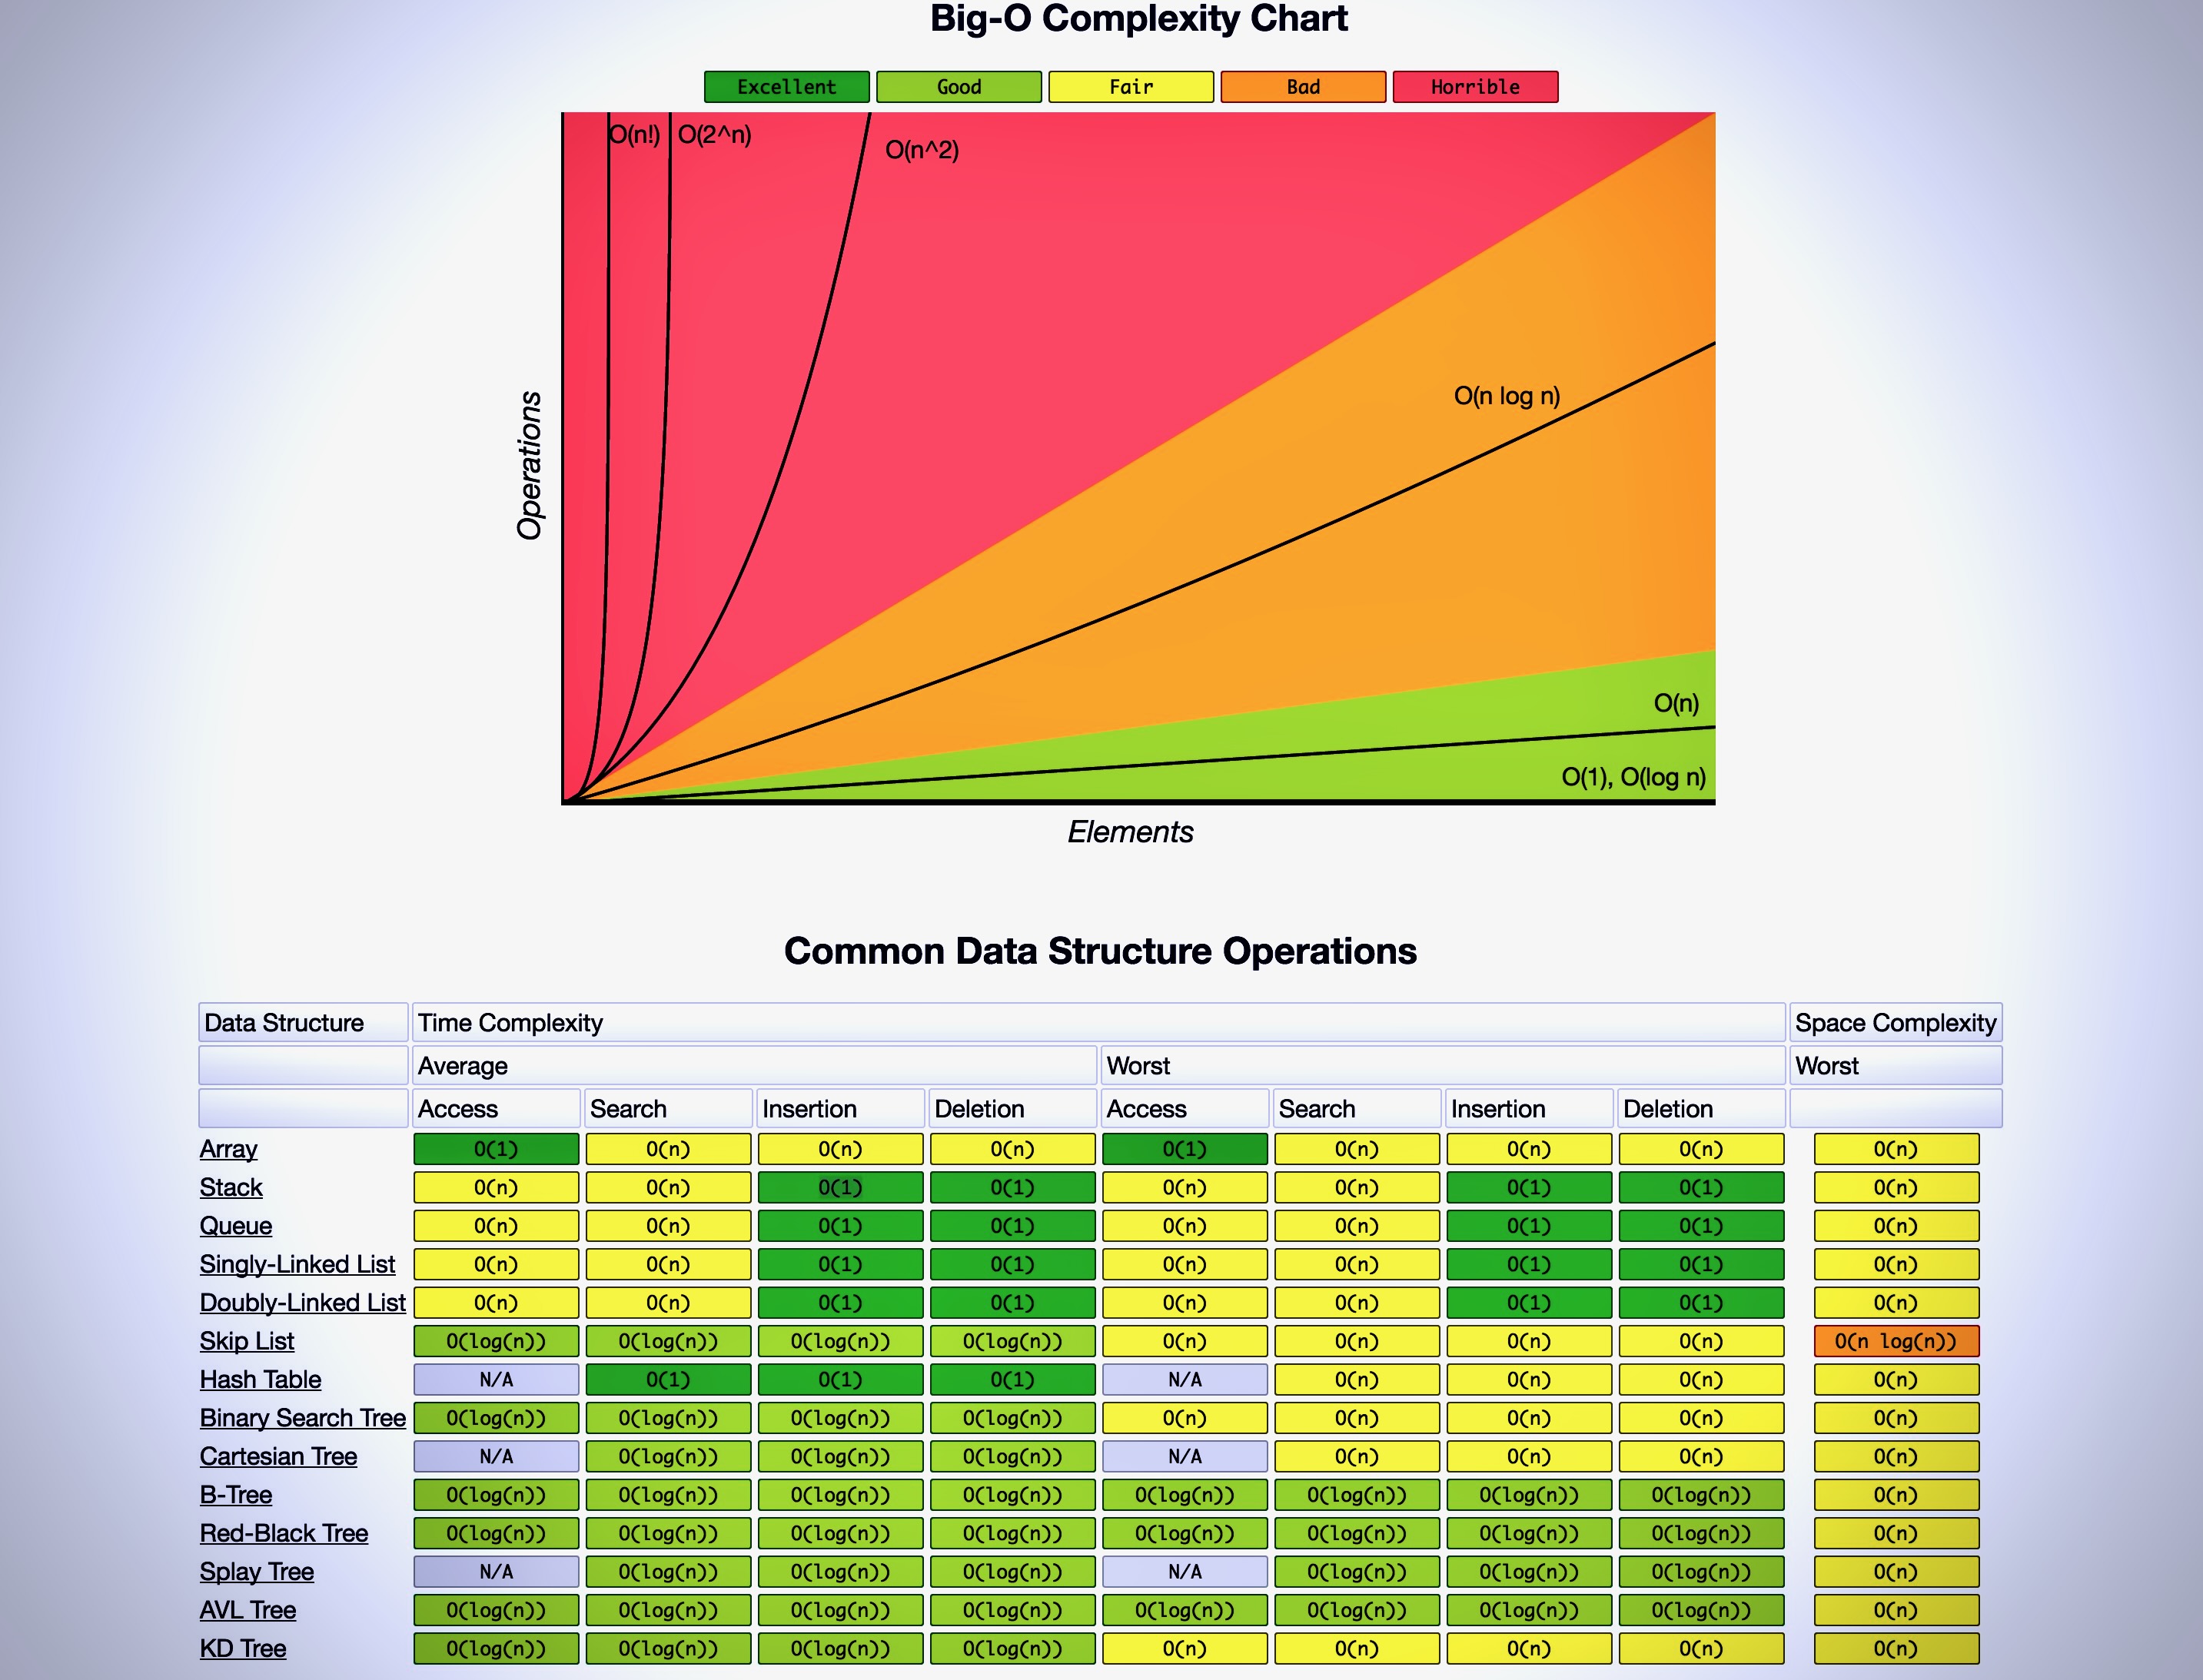 Big-O Complexity Chart
Excellent Good Fair Bad Horrible
O(n!) O(2^n) O(n^2)
O(n log n)
O(n)
O(1), O(log n)
Operations
Elements
Common Data Structure Operations
Data Structure Time Complexity Space Complexity
Average Worst Worst
Access Search Insertion Deletion Access Search Insertion Deletion
Array O(1) O(n) O(n) O(n) O(1) O(n) O(n) O(n) O(n)
Stack O(n) O(n) O(1) O(1) O(n) O(n) O(1) O(1) O(n)
Queue O(n) O(n) O(1) O(1) O(n) O(n) O(1) O(1) O(n)
Singly-Linked List O(n) O(n) O(1) O(1) O(n) O(n) O(1) O(1) O(n)
Doubly-Linked List O(n) O(n) O(1) O(1) O(n) O(n) O(1) O(1) O(n)
Skip List O(log(n)) O(log(n)) O(log(n)) O(log(n)) O(n) O(n) O(n) O(n) O(n log(n))
Hash Table N/A O(1) O(1) O(1) N/A O(n) O(n) O(n) O(n)
Binary Search Tree O(log(n)) O(log(n)) O(log(n)) O(log(n)) O(n) O(n) O(n) O(n) O(n)
Cartesian Tree N/A O(log(n)) O(log(n)) O(log(n)) N/A O(n) O(n) O(n) O(n)
B-Tree O(log(n)) O(log(n)) O(log(n)) O(log(n)) O(log(n)) O(log(n)) O(log(n)) O(log(n)) O(n)
Red-Black Tree O(log(n)) O(log(n)) O(log(n)) O(log(n)) O(log(n)) O(log(n)) O(log(n)) O(log(n)) O(n)
Splay Tree N/A O(log(n)) O(log(n)) O(log(n)) N/A O(log(n)) O(log(n)) O(log(n)) O(n)
AVL Tree O(log(n)) O(log(n)) O(log(n)) O(log(n)) O(log(n)) O(log(n)) O(log(n)) O(log(n)) O(n)
KD Tree O(log(n)) O(log(n)) O(log(n)) O(log(n)) O(n) O(n) O(n) O(n) O(n)